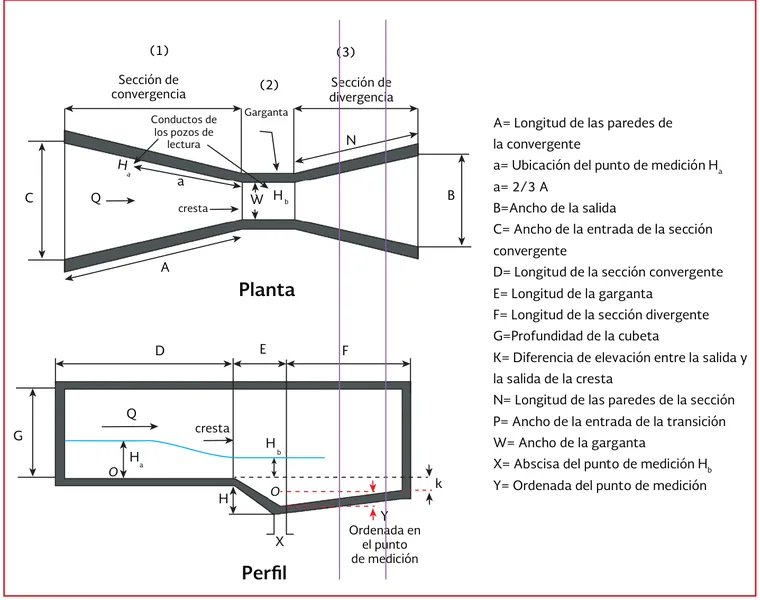 (1)
(3)
Sección de
convergencia
(2)
Sección de
divergencia
Garganta
Conductos de
los pozos de
lectura
N
H a
a
C
Q
W
H b
B
cresta
A
Planta
D
E
F
Q
cresta
G
H b
H a
O
k
O
H
Y
X
Ordenada en
el punto
de medición
Perfil
A= Longitud de las paredes de
la convergente
a= Ubicación del punto de medición Ha
a= 2/3 A
B=Ancho de la salida
C= Ancho de la entrada de la sección
convergente
D= Longitud de la sección convergente
E= Longitud de la garganta
F= Longitud de la sección divergente
G=Profundidad de la cubeta
K= Diferencia de elevación entre la salida y
la salida de la cresta
N= Longitud de las paredes de la sección
P= Ancho de la entrada de la transición
W= Ancho de la garganta
X= Abscisa del punto de medición Hb
Y= Ordenada del punto de medición